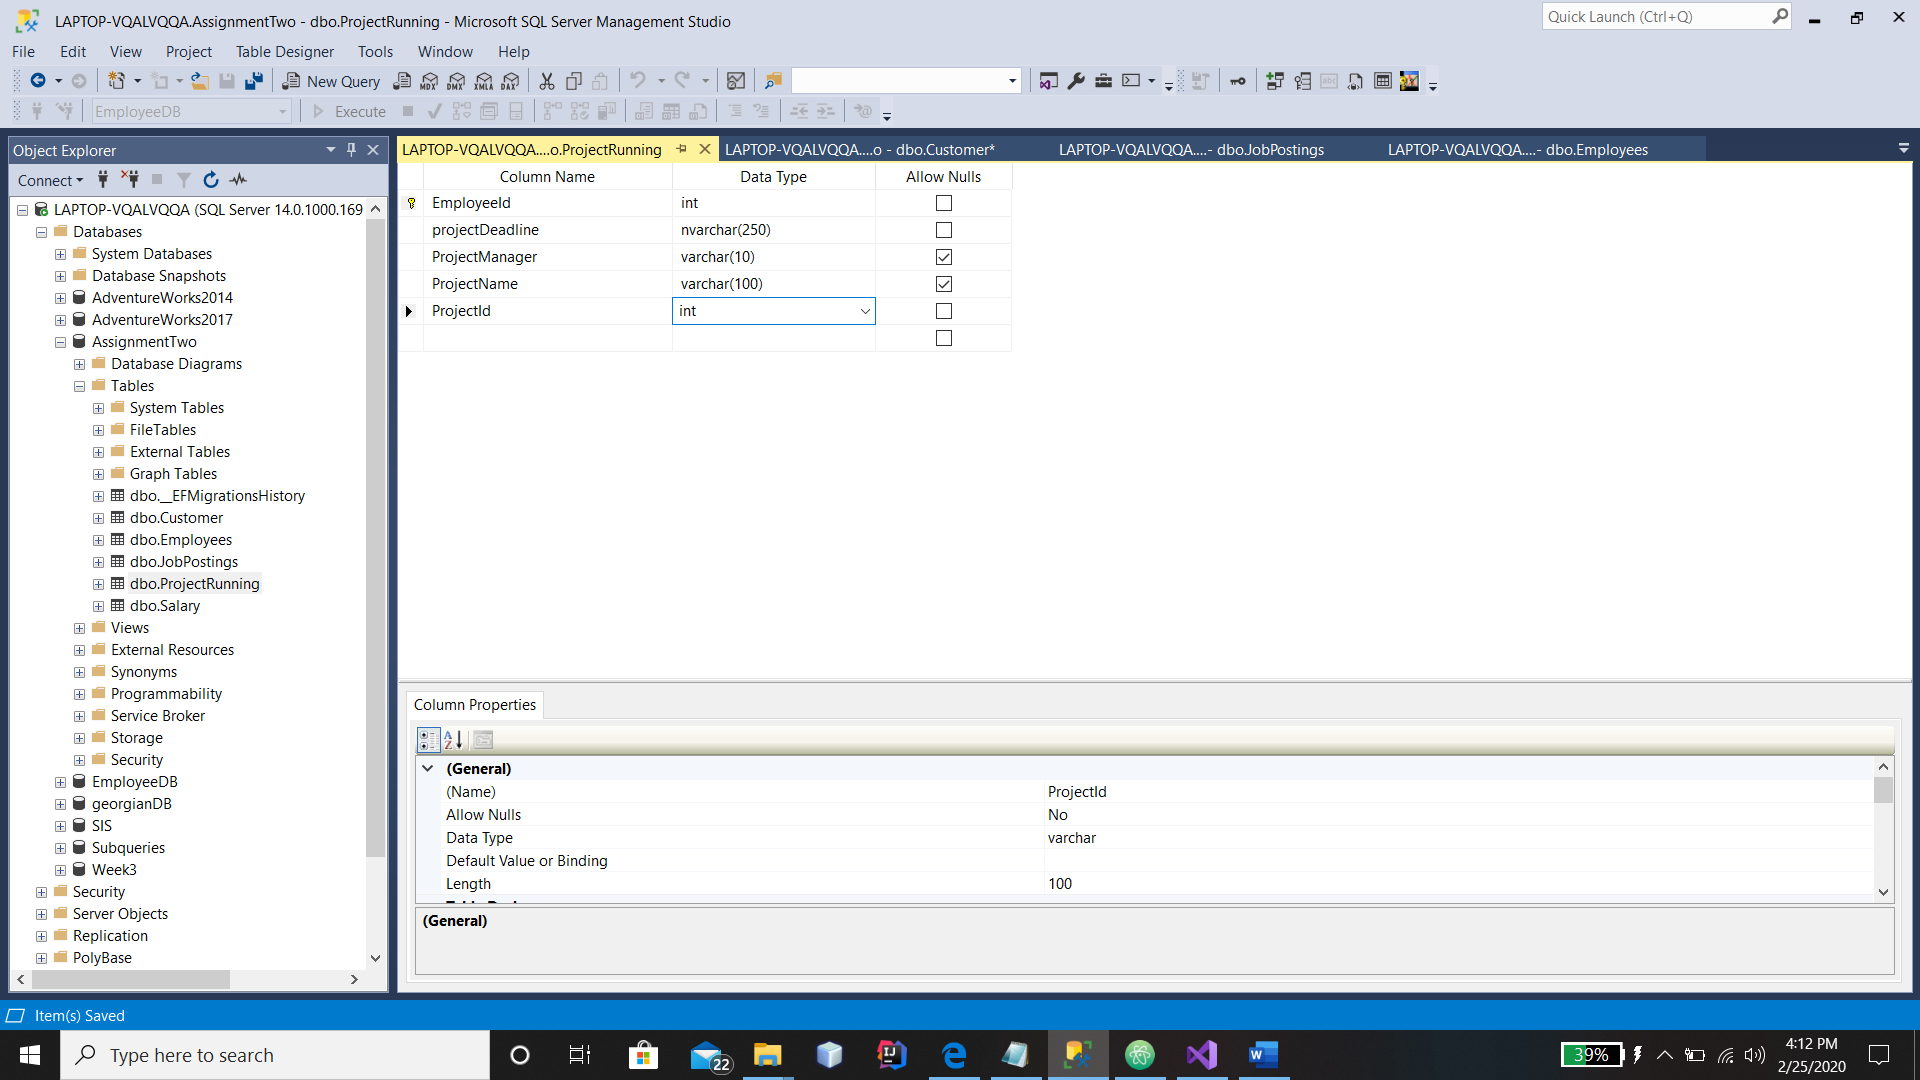 LAPTOP-VQALVQQA.AssignmentTwo - dbo.ProjectRunning - Microsoft SQL Server Management Studio
Quick Launch (Ctrl+Q)
File Edit View Project Table Designer Tools Window Help
New Query MDX DMX XMLA DAX
EmployeeDB Execute
Object Explorer
Connect
LAPTOP-VQALVQQA (SQL Server 14.0.1000.169
Databases
System Databases
Database Snapshots
AdventureWorks2014
AdventureWorks2017
AssignmentTwo
Database Diagrams
Tables
System Tables
FileTables
External Tables
Graph Tables
dbo.__EFMigrationsHistory
dbo.Customer
dbo.Employees
dbo.JobPostings
dbo.ProjectRunning
dbo.Salary
Views
External Resources
Synonyms
Programmability
Service Broker
Storage
Security
EmployeeDB
georgianDB
SIS
Subqueries
Week3
Security
Server Objects
Replication
PolyBase
LAPTOP-VQALVQQA....o.ProjectRunning LAPTOP-VQALVQQA....o - dbo.Customer* LAPTOP-VQALVQQA....- dbo.JobPostings LAPTOP-VQALVQQA....- dbo.Employees
Column Name Data Type Allow Nulls
EmployeeId int
projectDeadline nvarchar(250)
ProjectManager varchar(10)
ProjectName varchar(100)
ProjectId int
Column Properties
(General)
(Name) ProjectId
Allow Nulls No
Data Type varchar
Default Value or Binding
Length 100
(General)
Item(s) Saved
Type here to search
22
39%
4:12 PM
2/25/2020